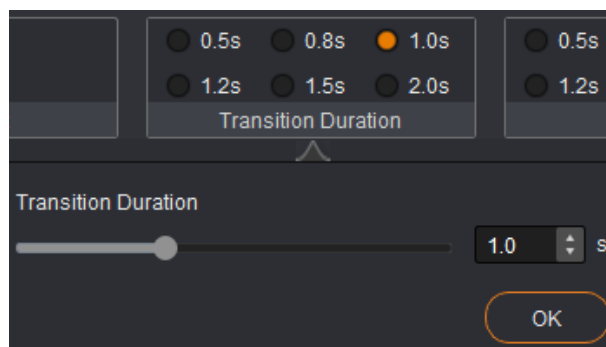 0.5s 0.8s 1.0s 0.5s
1.2s 1.5s 2.0s 1.2s
Transition Duration
Transition Duration
1.0 s
OK